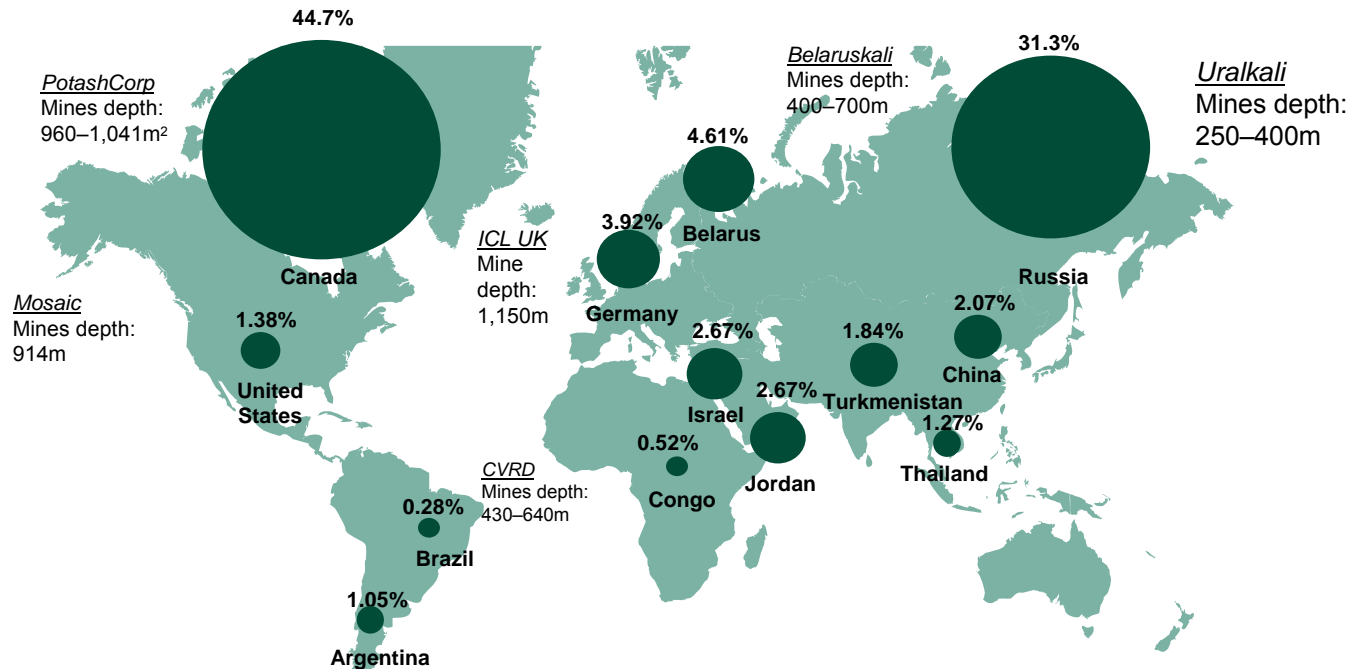 44.7%
PotashCorp
Mines depth:
960–1,041m²
Canada
Belaruskali
Mines depth:
400–700m
31.3%
Uralkali
Mines depth:
250–400m
Russia
4.61%
Belarus
3.92%
Germany
ICL UK
Mine
depth:
1,150m
Mosaic
Mines depth:
914m
1.38%
United
States
2.67%
Israel
2.67%
Jordan
1.84%
Turkmenistan
2.07%
China
1.27%
Thailand
0.52%
Congo
CVRD
Mines depth:
430–640m
0.28%
Brazil
1.05%
Argentina